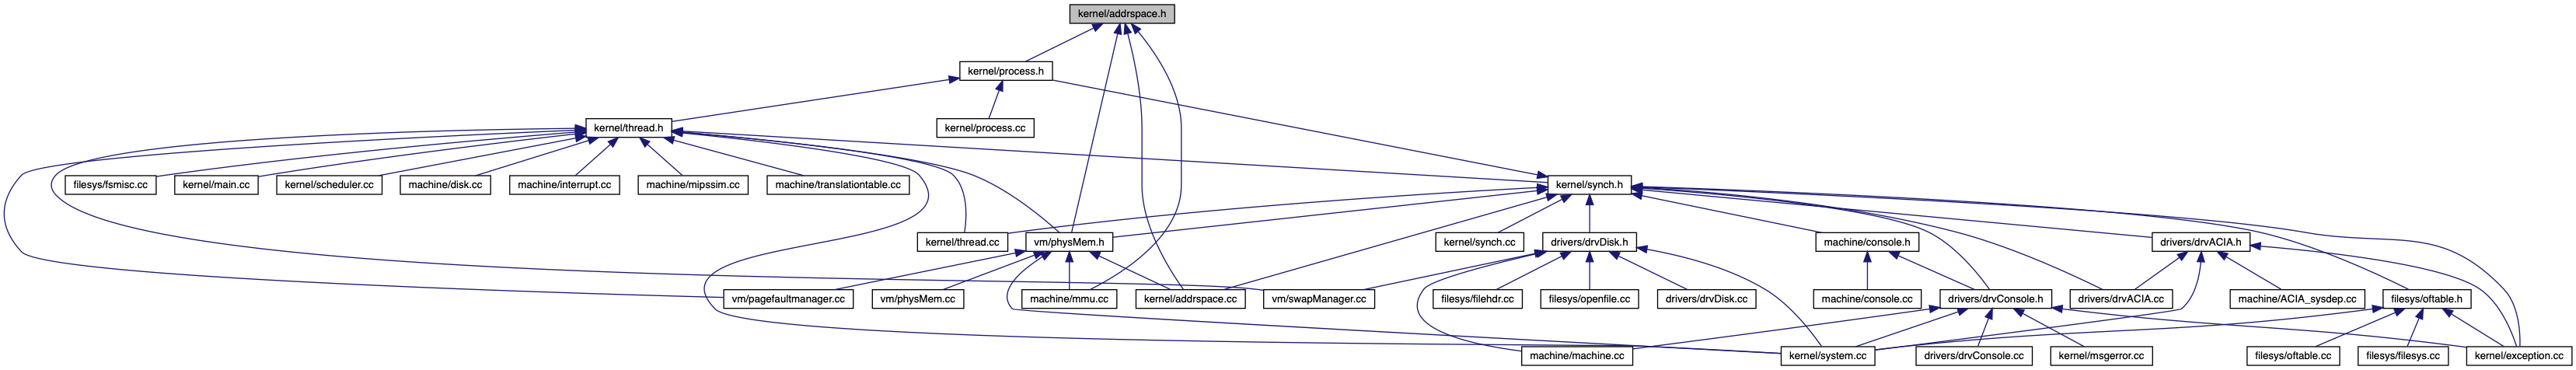 kernel/addrspace.h
kernel/process.h
kernel/thread.h
kernel/process.cc
filesys/fsmisc.cc
kernel/main.cc
kernel/scheduler.cc
machine/disk.cc
machine/interrupt.cc
machine/mipssim.cc
machine/translationtable.cc
kernel/synch.h
kernel/thread.cc
vm/physMem.h
kernel/synch.cc
drivers/drvDisk.h
machine/console.h
drivers/drvACIA.h
vm/pagefaultmanager.cc
vm/physMem.cc
machine/mmu.cc
kernel/addrspace.cc
vm/swapManager.cc
filesys/filehdr.cc
filesys/openfile.cc
drivers/drvDisk.cc
machine/console.cc
drivers/drvConsole.h
drivers/drvACIA.cc
machine/ACIA_sysdep.cc
filesys/oftable.h
machine/machine.cc
kernel/system.cc
drivers/drvConsole.cc
kernel/msgerror.cc
filesys/oftable.cc
filesys/filesys.cc
kernel/exception.cc